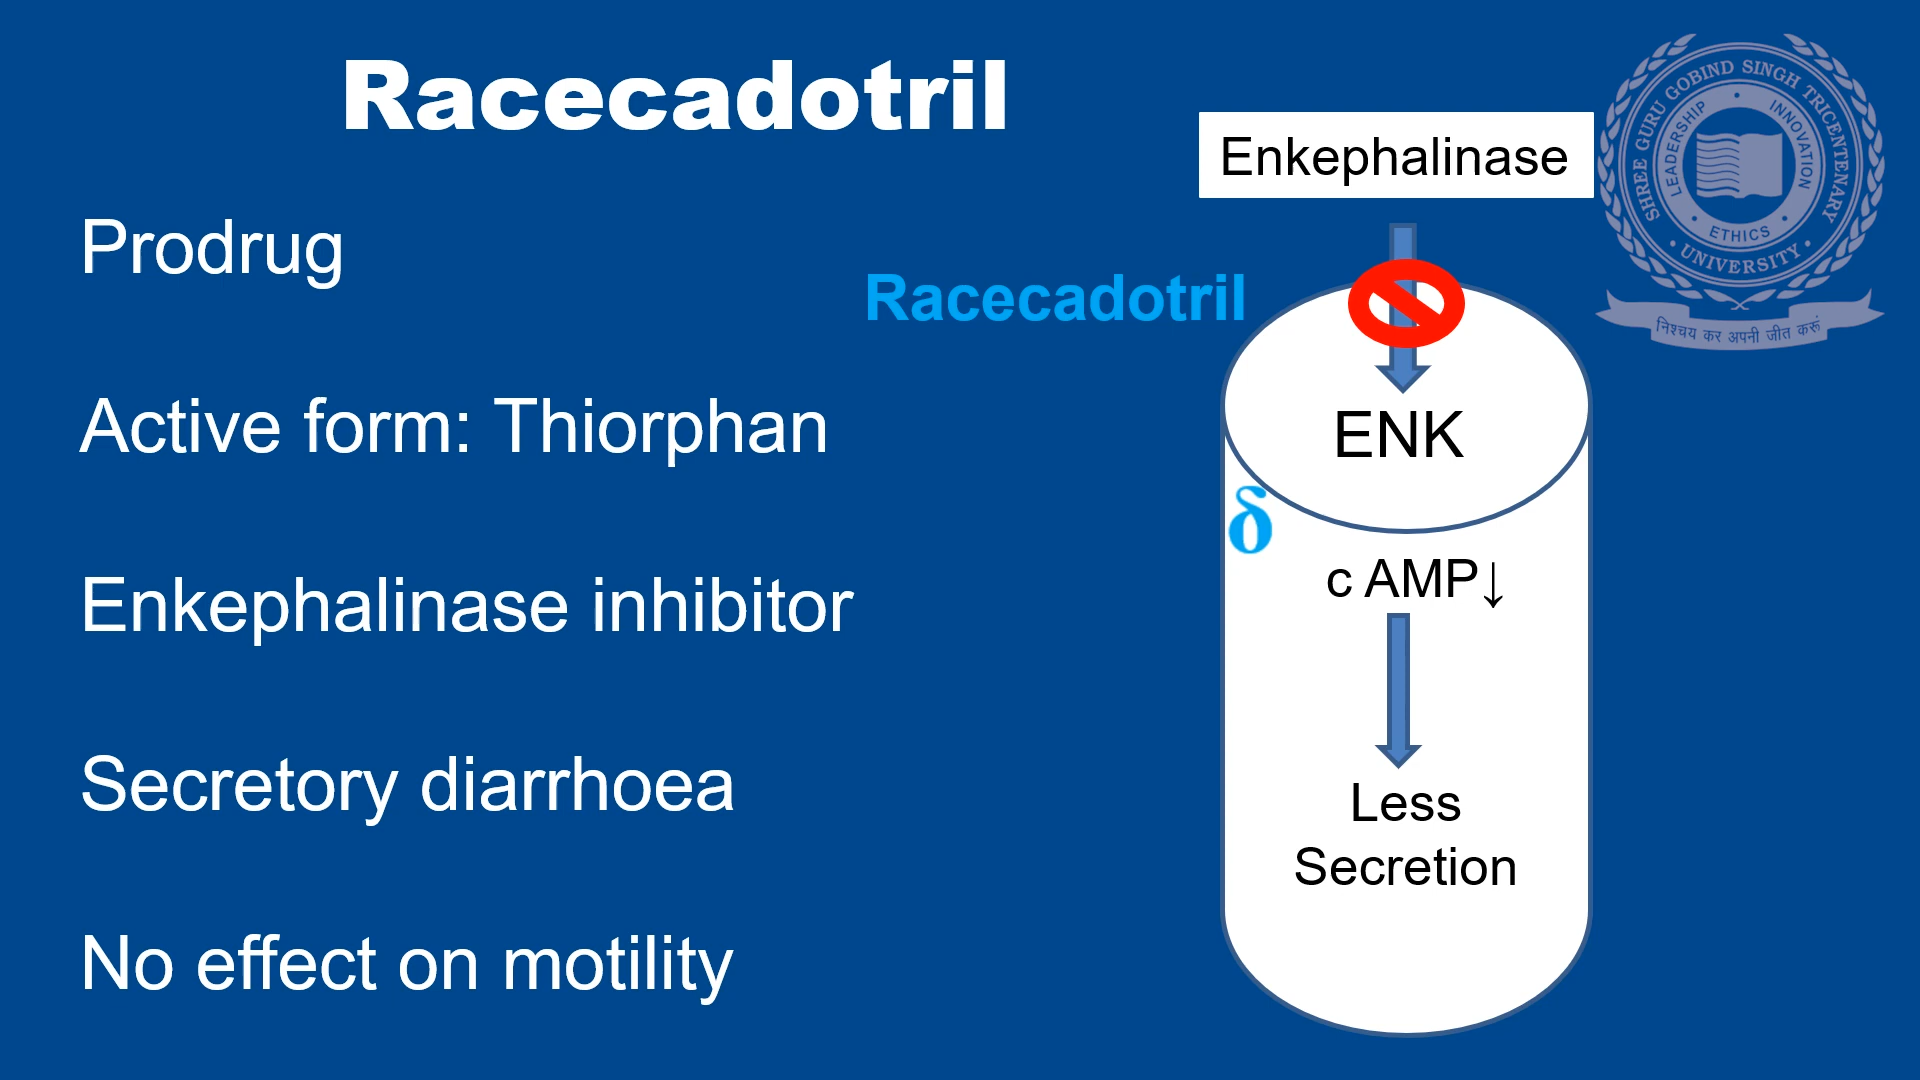 Racecadotril
Prodrug
Active form: Thiorphan
Enkephalinase inhibitor
Secretory diarrhoea
No effect on motility
Enkephalinase
Racecadotril
ENK
δ
c AMP↓
Less
Secretion
SHREE GURU GOBIND SINGH TRICENTENARY
UNIVERSITY
LEADERSHIP
INNOVATION
ETHICS
निश्चय कर अपनी जीत करूं